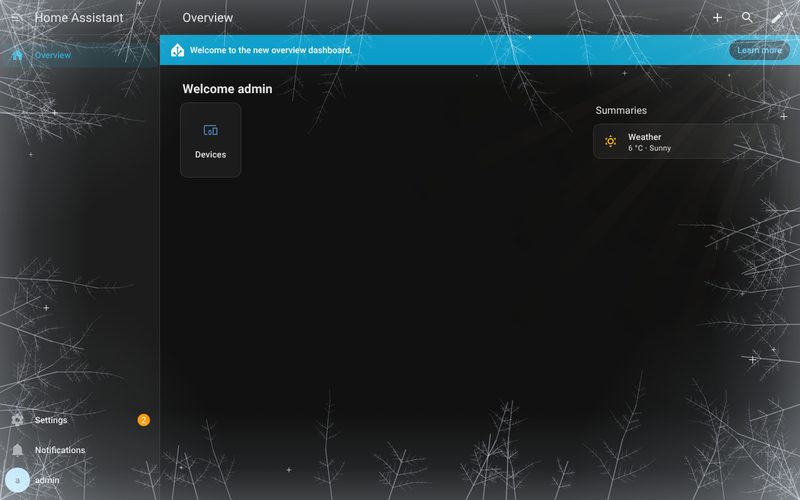 Home Assistant
Overview
Overview
Welcome to the new overview dashboard.
Learn more
Welcome admin
Devices
Summaries
Weather
6 °C · Sunny
Settings
2
Notifications
a
admin